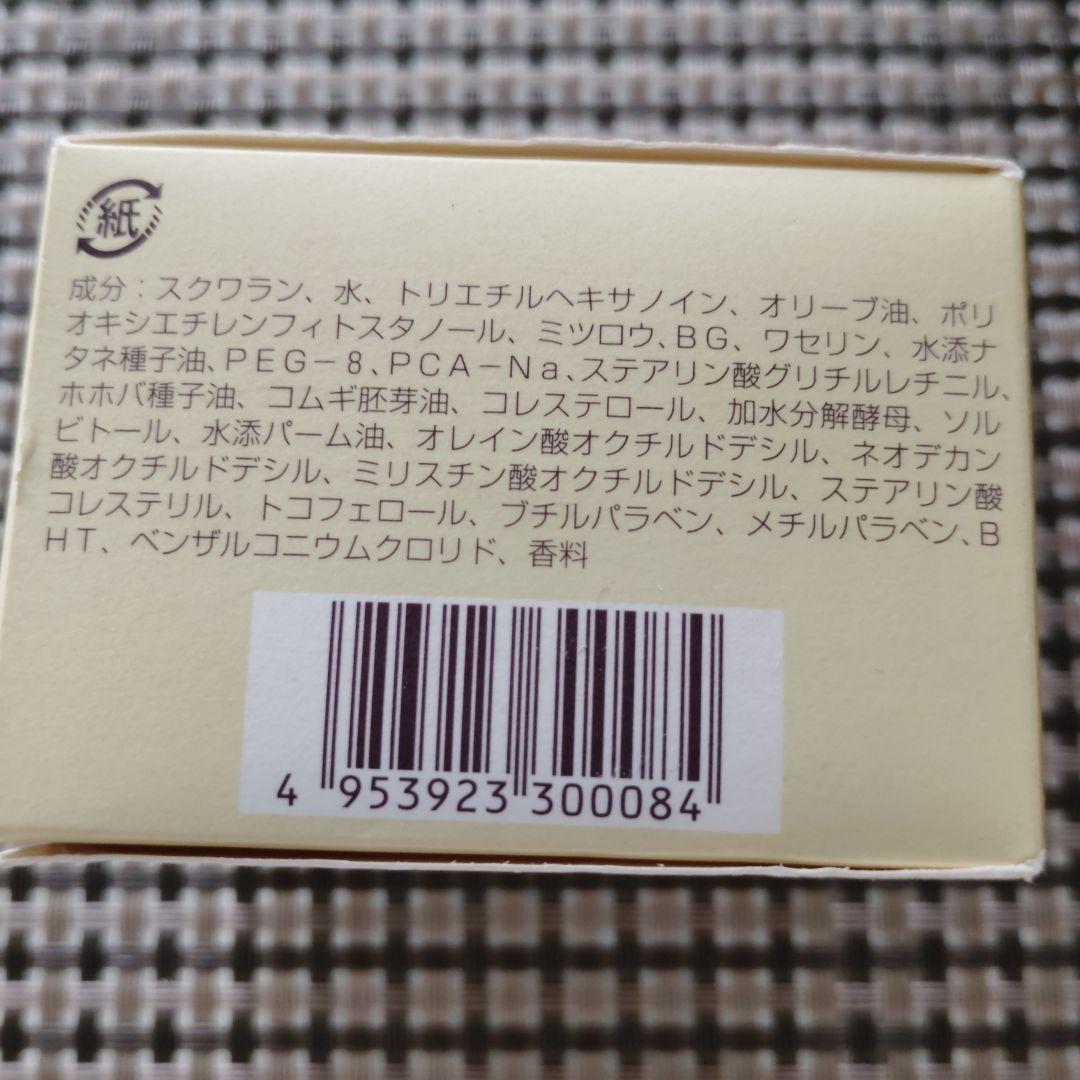 紙
成分：スクワラン、水、トリエチルヘキサノイン、オリーブ油、ポリ
オキシエチレンフィトスタノール、ミツロウ、BG、ワセリン、水添ナ
タネ種子油、PEG－8、PCA－Na、ステアリン酸グリチルレチニル、
ホホバ種子油、コムギ胚芽油、コレステロール、加水分解酵母、ソル
ビトール、水添パーム油、オレイン酸オクチルドデシル、ネオデカン
酸オクチルドデシル、ミリスチン酸オクチルドデシル、ステアリン酸
コレステリル、トコフェロール、ブチルパラベン、メチルパラベン、B
HT、ベンザルコニウムクロリド、香料
4 953923 300084